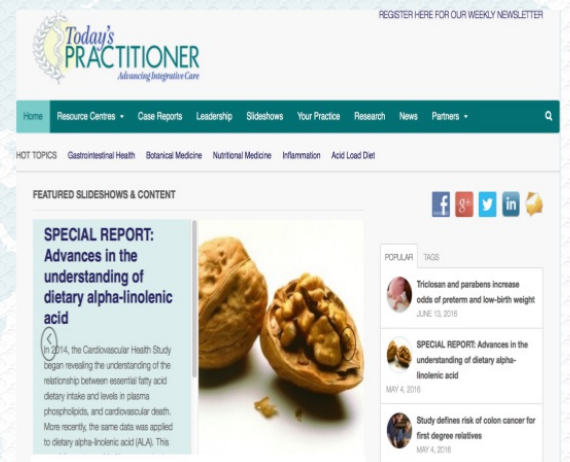 REGISTER HERE FOR OUR WEEKLY NEWSLETTER
Today's
PRACTITIONER
Advancing Integrative Care
Home Resource Centres Case Reports Leadership Slideshows Your Practice Research News Partners
HOT TOPICS Gastrointestinal Health Botanical Medicine Nutritional Medicine Inflammation Acid Load Diet
FEATURED SLIDESHOWS & CONTENT
SPECIAL REPORT:
Advances in the
understanding of
dietary alpha-linolenic
acid
In 2014, the Cardiovascular Health Study
began revealing the understanding of the
relationship between essential fatty acid
dietary intake and levels in plasma
phospholipids, and cardiovascular death.
More recently, the same data was applied
to dietary alpha-linolenic acid (ALA). This
f g+ in
POPULAR TAGS
Triclosan and parabens increase
odds of preterm and low-birth weight
JUNE 13, 2016
SPECIAL REPORT: Advances in the
understanding of dietary alpha-
linolenic acid
MAY 4, 2016
Study defines risk of colon cancer for
first degree relatives
MAY 4, 2016